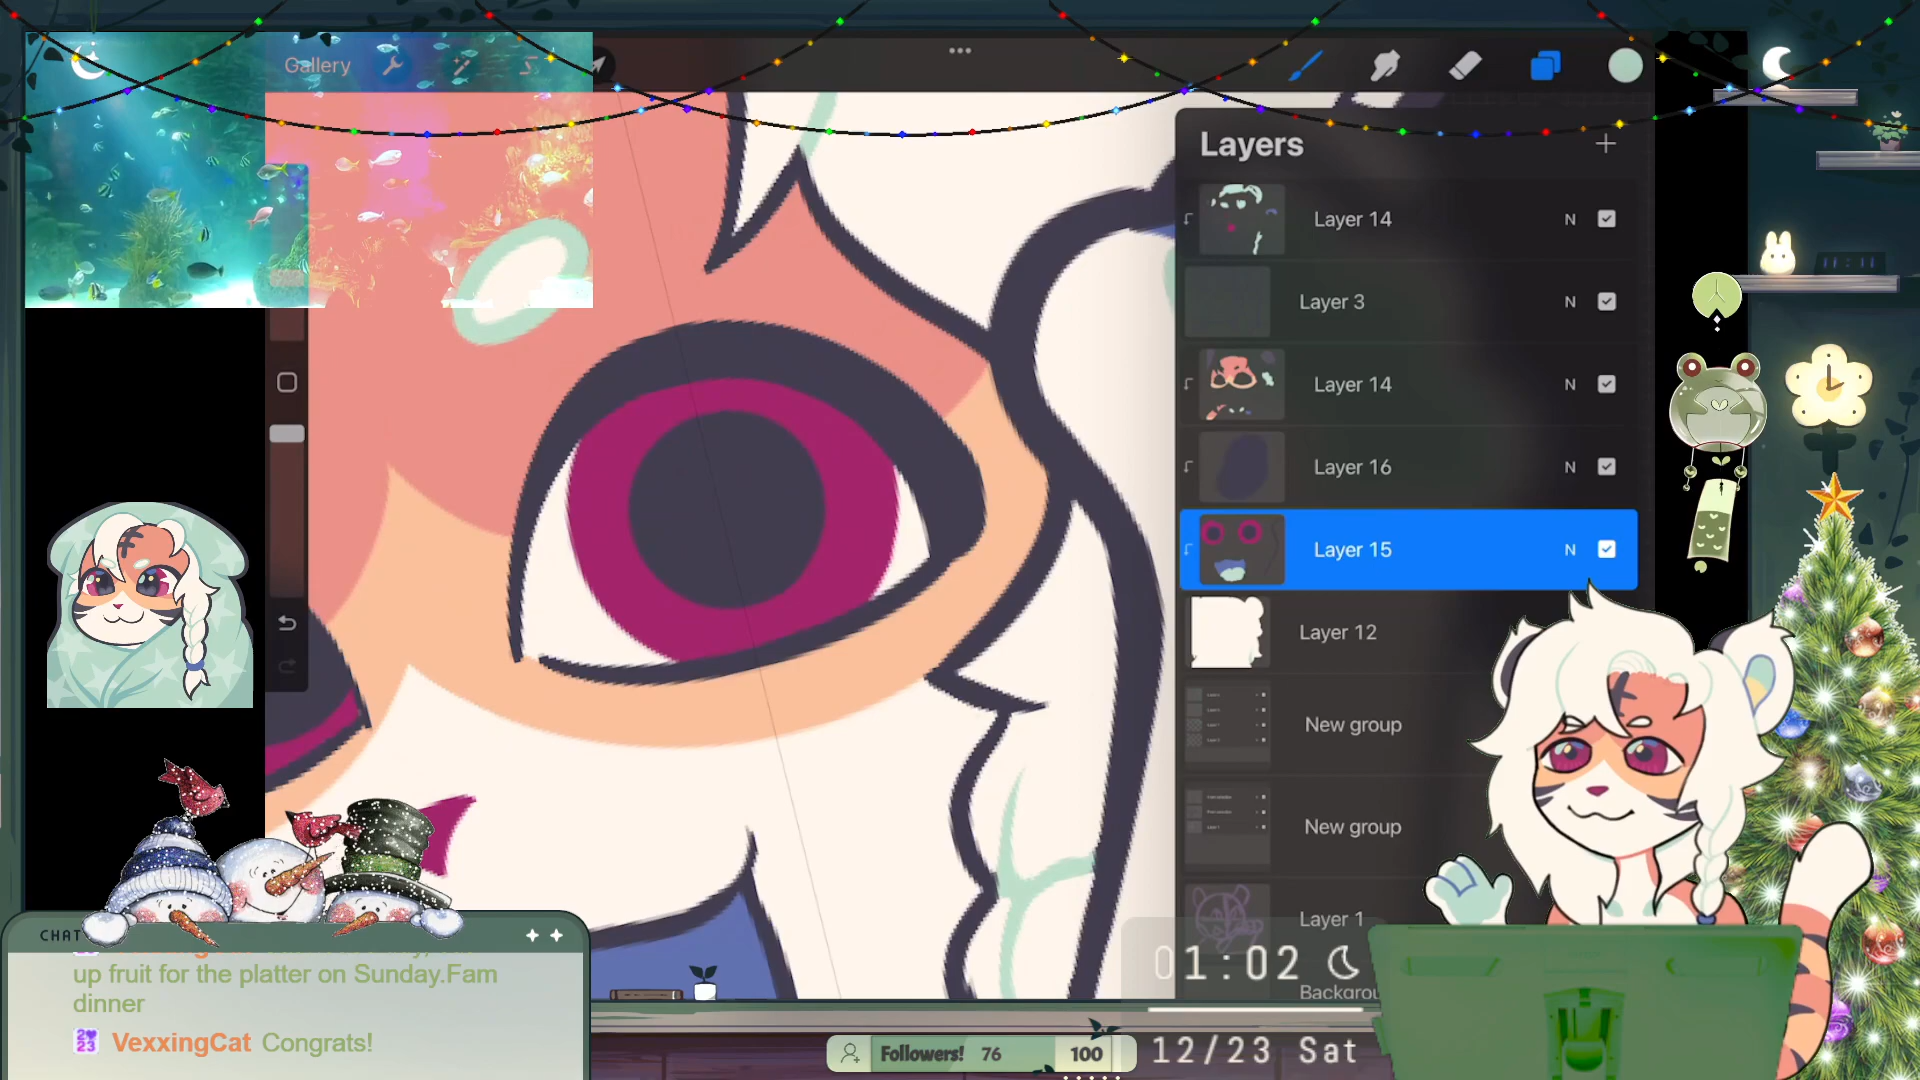 Gallery
Layers
Layer 14 N
Layer 3 N
Layer 14 N
Layer 16 N
Layer 15 N
Layer 12
New group
New group
Layer 1
11:11
CHAT
up fruit for the platter on Sunday.Fam
dinner
VexxingCat Congrats!
01:02
Followers! 76 100
12/23 Sat